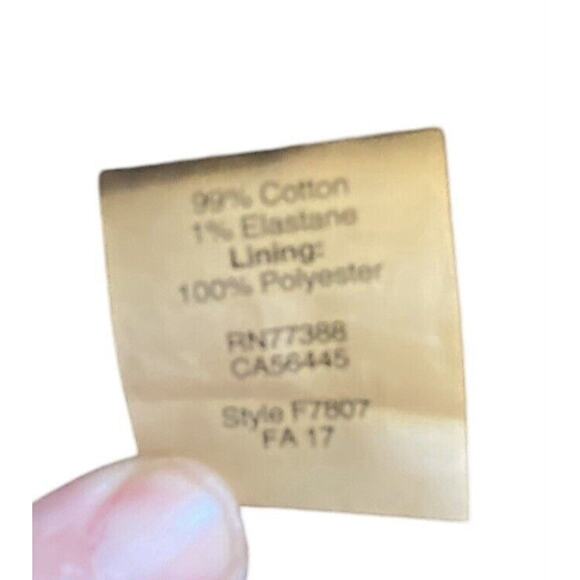 99% Cotton
1% Elastane
Lining:
100% Polyester
RN77388
CA56445
Style F7807
FA 17